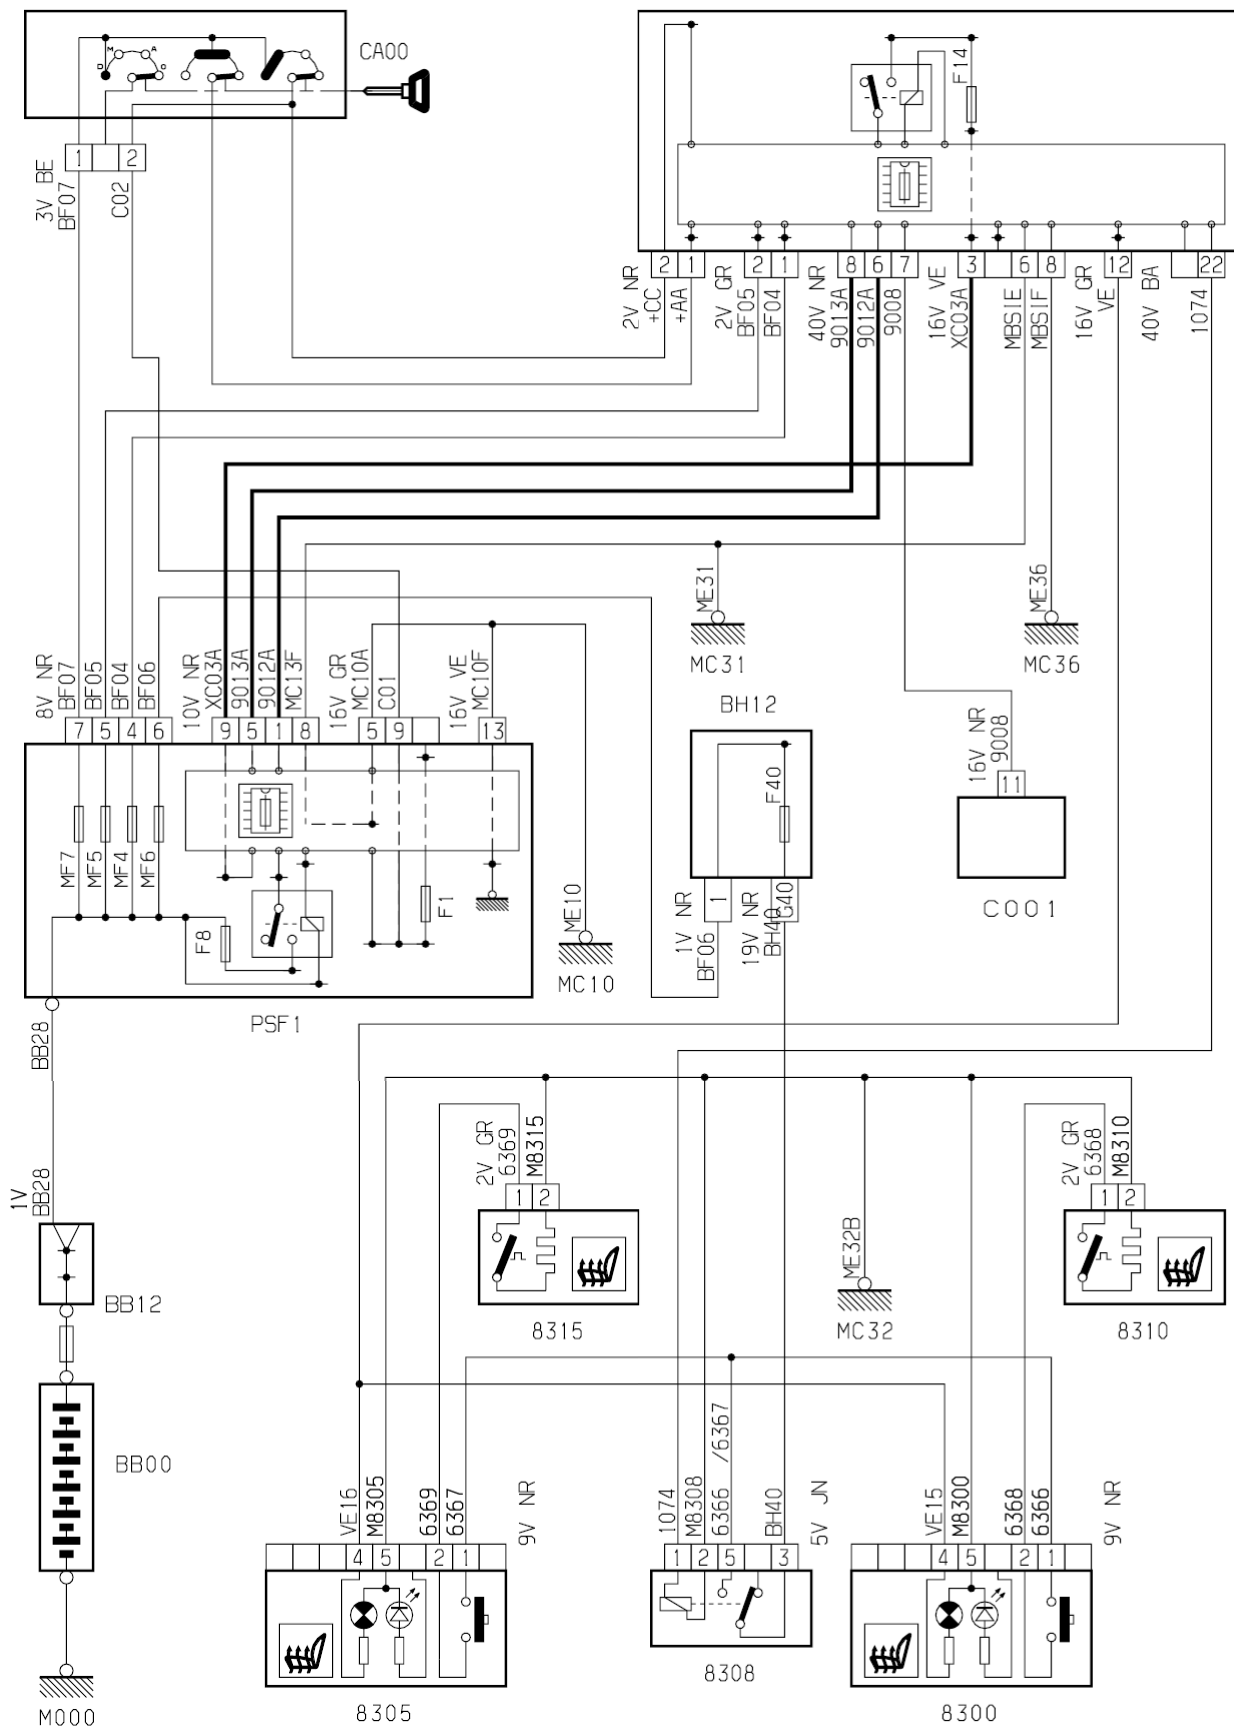 CA00
M
A
D
C
1
2
3V BE
BF07
C02
F14
2
1
2
1
8
6
7
3
6
8
12
22
2V NR
+CC
+AA
2V GR
BF05
BF04
40V NR
9013A
9012A
9008
16V VE
XC03A
MBSIE
MBSIF
16V GR
VE
40V BA
1074
ME31
MC31
ME36
MC36
8V NR
BF07
BF05
BF04
BF06
10V NR
XC03A
9013A
9012A
MC13F
16V GR
MC10A
C01
16V VE
MC10F
7
5
4
6
9
5
1
8
5
9
13
MF7
MF5
MF4
MF6
F8
F1
PSF1
ME10
MC10
BH12
F40
1
G40
1V NR
BF06
19V NR
BH40
16V NR
9008
11
C001
BB28
1V
BB28
BB12
BB00
M000
2V GR
6369
M8315
1
2
8315
ME32B
MC32
2V GR
6368
M8310
1
2
8310
VE16
M8305
6369
6367
9V NR
4
5
2
1
8305
1074
M8308
6366
/6367
BH40
5V JN
1
2
5
3
8308
VE15
M8300
6368
6366
9V NR
4
5
2
1
8300